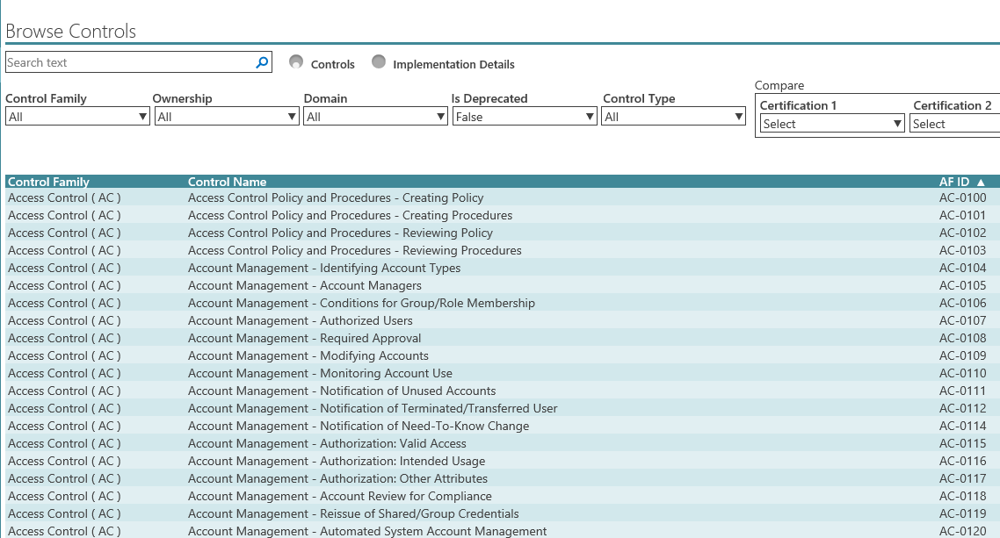 Browse Controls
Search text
Controls
Implementation Details
Control Family Ownership Domain Is Deprecated Control Type
All All All False All
Compare
Certification 1 Certification 2
Select Select
Control Family Control Name AF ID ▲
Access Control ( AC ) Access Control Policy and Procedures - Creating Policy AC-0100
Access Control ( AC ) Access Control Policy and Procedures - Creating Procedures AC-0101
Access Control ( AC ) Access Control Policy and Procedures - Reviewing Policy AC-0102
Access Control ( AC ) Access Control Policy and Procedures - Reviewing Procedures AC-0103
Access Control ( AC ) Account Management - Identifying Account Types AC-0104
Access Control ( AC ) Account Management - Account Managers AC-0105
Access Control ( AC ) Account Management - Conditions for Group/Role Membership AC-0106
Access Control ( AC ) Account Management - Authorized Users AC-0107
Access Control ( AC ) Account Management - Required Approval AC-0108
Access Control ( AC ) Account Management - Modifying Accounts AC-0109
Access Control ( AC ) Account Management - Monitoring Account Use AC-0110
Access Control ( AC ) Account Management - Notification of Unused Accounts AC-0111
Access Control ( AC ) Account Management - Notification of Terminated/Transferred User AC-0112
Access Control ( AC ) Account Management - Notification of Need-To-Know Change AC-0114
Access Control ( AC ) Account Management - Authorization: Valid Access AC-0115
Access Control ( AC ) Account Management - Authorization: Intended Usage AC-0116
Access Control ( AC ) Account Management - Authorization: Other Attributes AC-0117
Access Control ( AC ) Account Management - Account Review for Compliance AC-0118
Access Control ( AC ) Account Management - Reissue of Shared/Group Credentials AC-0119
Access Control ( AC ) Account Management - Automated System Account Management AC-0120